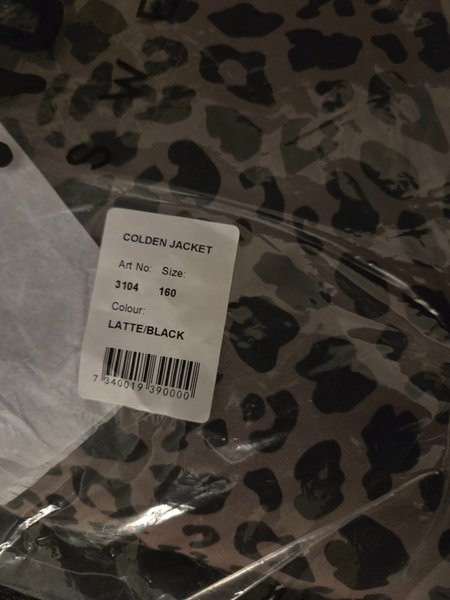 COLDEN JACKET
Art No: Size:
3104 160
Colour:
LATTE/BLACK
7 340019 390000